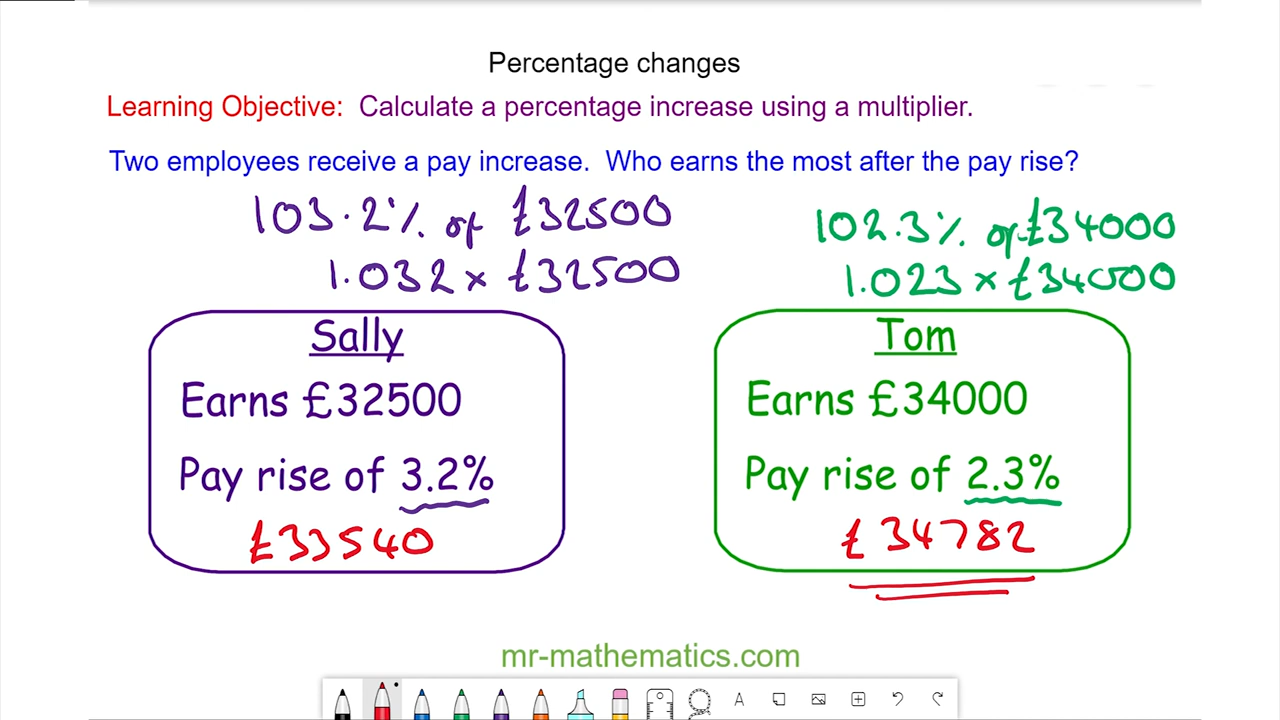 Percentage changes
Learning Objective: Calculate a percentage increase using a multiplier.
Two employees receive a pay increase. Who earns the most after the pay rise?
103.2% of £32500
1.032 × £32500
102.3% of £34000
1.023 × £34000
Sally
Earns £32500
Pay rise of 3.2%
£33540
Tom
Earns £34000
Pay rise of 2.3%
£34782
mr-mathematics.com
A